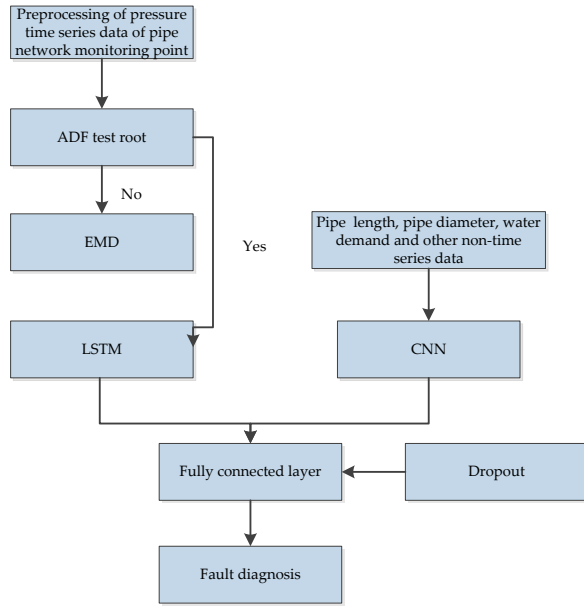 Preprocessing of pressure
time series data of pipe
network monitoring point
ADF test root
No
EMD
Yes
Pipe length, pipe diameter, water
demand and other non-time
series data
LSTM
CNN
Fully connected layer
Dropout
Fault diagnosis